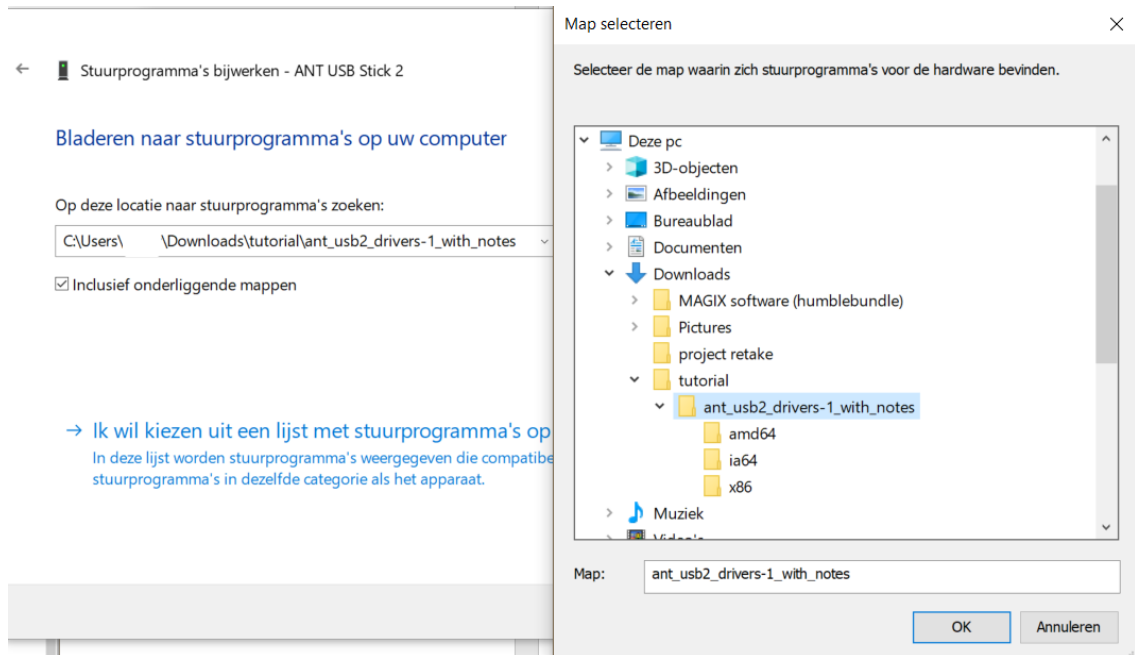 Stuurprogramma's bijwerken - ANT USB Stick 2
Bladeren naar stuurprogramma's op uw computer
Op deze locatie naar stuurprogramma's zoeken:
C:\Users\ \Downloads\tutorial\ant_usb2_drivers-1_with_notes
Inclusief onderliggende mappen
Ik wil kiezen uit een lijst met stuurprogramma's op
In deze lijst worden stuurprogramma's weergegeven die compatibe
stuurprogramma's in dezelfde categorie als het apparaat.
Map selecteren
Selecteer de map waarin zich stuurprogramma's voor de hardware bevinden.
Deze pc
3D-objecten
Afbeeldingen
Bureaublad
Documenten
Downloads
MAGIX software (humblebundle)
Pictures
project retake
tutorial
ant_usb2_drivers-1_with_notes
amd64
ia64
x86
Muziek
Video's
Map:
ant_usb2_drivers-1_with_notes
OK
Annuleren